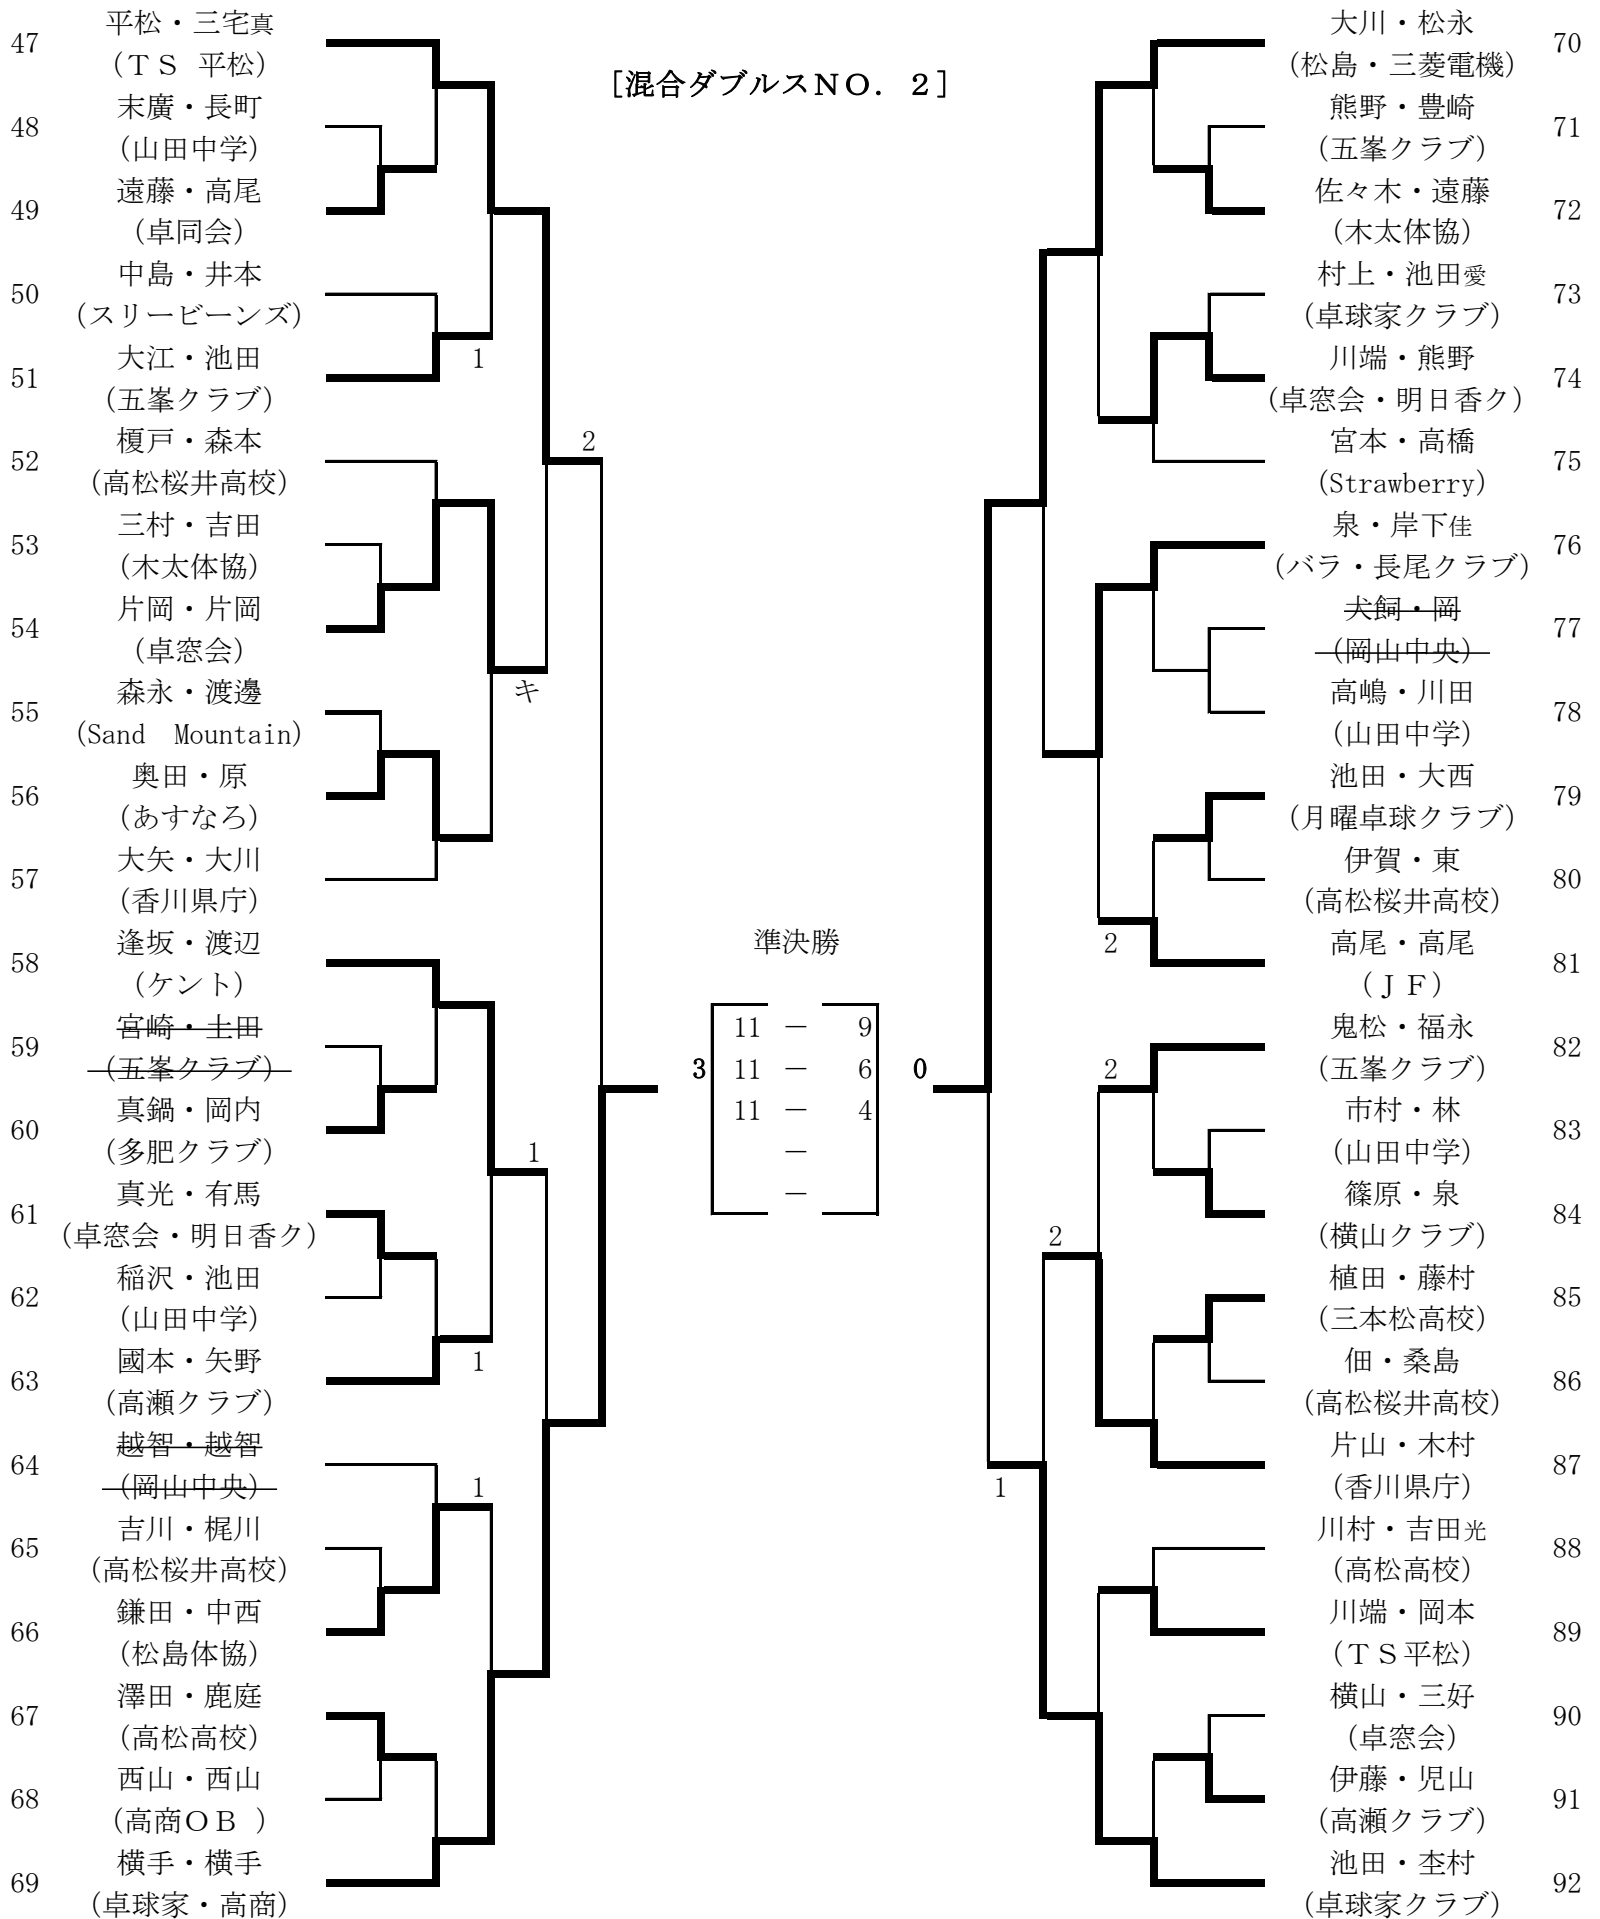 [混合ダブルスNO．２]
47
平松・三宅真
(ＴＳ 平松)
48
末廣・長町
(山田中学)
49
遠藤・高尾
(卓同会)
50
中島・井本
(スリービーンズ)
51
大江・池田
(五峯クラブ)
52
榎戸・森本
(高松桜井高校)
53
三村・吉田
(木太体協)
54
片岡・片岡
(卓窓会)
55
森永・渡邊
(Sand　Mountain)
56
奥田・原
(あすなろ)
57
大矢・大川
(香川県庁)
58
逢坂・渡辺
(ケント)
59
宮崎・土田
(五峯クラブ)
60
真鍋・岡内
(多肥クラブ)
61
真光・有馬
(卓窓会・明日香ク)
62
稲沢・池田
(山田中学)
63
國本・矢野
(高瀬クラブ)
64
越智・越智
(岡山中央)
65
吉川・梶川
(高松桜井高校)
66
鎌田・中西
(松島体協)
67
澤田・鹿庭
(高松高校)
68
西山・西山
(高商ＯＢ )
69
横手・横手
(卓球家・高商)
1
2
キ
1
1
1
準決勝
3
11 － 9
11 － 6
11 － 4
－
－
0
2
2
2
1
大川・松永
70
(松島・三菱電機)
熊野・豊崎
71
(五峯クラブ)
佐々木・遠藤
72
(木太体協)
村上・池田愛
73
(卓球家クラブ)
川端・熊野
74
(卓窓会・明日香ク)
宮本・高橋
75
(Strawberry)
泉・岸下佳
76
(バラ・長尾クラブ)
犬飼・岡
77
(岡山中央)
高嶋・川田
78
(山田中学)
池田・大西
79
(月曜卓球クラブ)
伊賀・東
80
(高松桜井高校)
高尾・高尾
81
(ＪＦ)
鬼松・福永
82
(五峯クラブ)
市村・林
83
(山田中学)
篠原・泉
84
(横山クラブ)
植田・藤村
85
(三本松高校)
佃・桑島
86
(高松桜井高校)
片山・木村
87
(香川県庁)
川村・吉田光
88
(高松高校)
川端・岡本
89
(ＴＳ平松)
横山・三好
90
(卓窓会)
伊藤・児山
91
(高瀬クラブ)
池田・杢村
92
(卓球家クラブ)